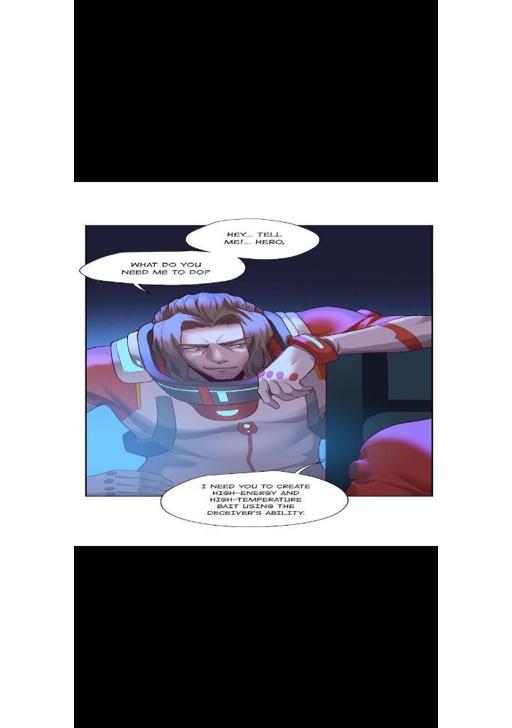 HEY... TELL
ME!... HERO,
WHAT DO YOU
NEED ME TO DO?
I NEED YOU TO CREATE
HIGH-ENERGY AND
HIGH-TEMPERATURE
BAIT USING THE
DECEIVER'S ABILITY.